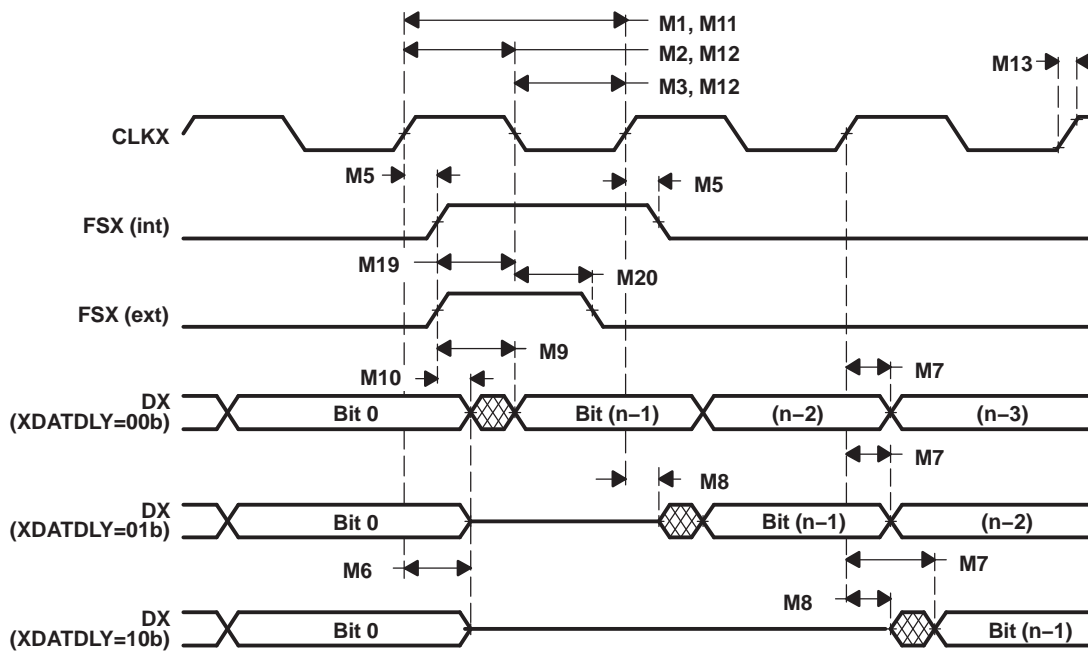 M1, M11
M2, M12
M13
M3, M12
CLKX
M5
M5
FSX (int)
M19
M20
FSX (ext)
M9
M10
M7
DX
(XDATDLY=00b)
Bit 0
Bit (n−1)
(n−2)
(n−3)
M7
M8
DX
(XDATDLY=01b)
Bit 0
Bit (n−1)
(n−2)
M6
M7
M8
DX
(XDATDLY=10b)
Bit 0
Bit (n−1)